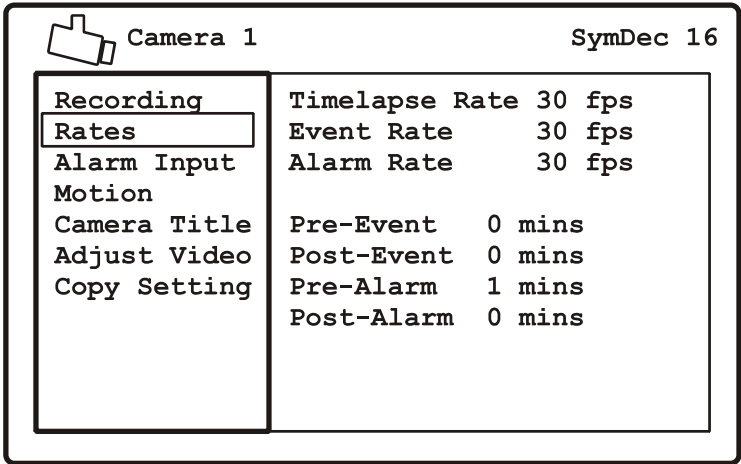 Camera 1
SymDec 16
Recording
Rates
Alarm Input
Motion
Camera Title
Adjust Video
Copy Setting
Timelapse Rate 30 fps
Event Rate 30 fps
Alarm Rate 30 fps
Pre-Event 0 mins
Post-Event 0 mins
Pre-Alarm 1 mins
Post-Alarm 0 mins